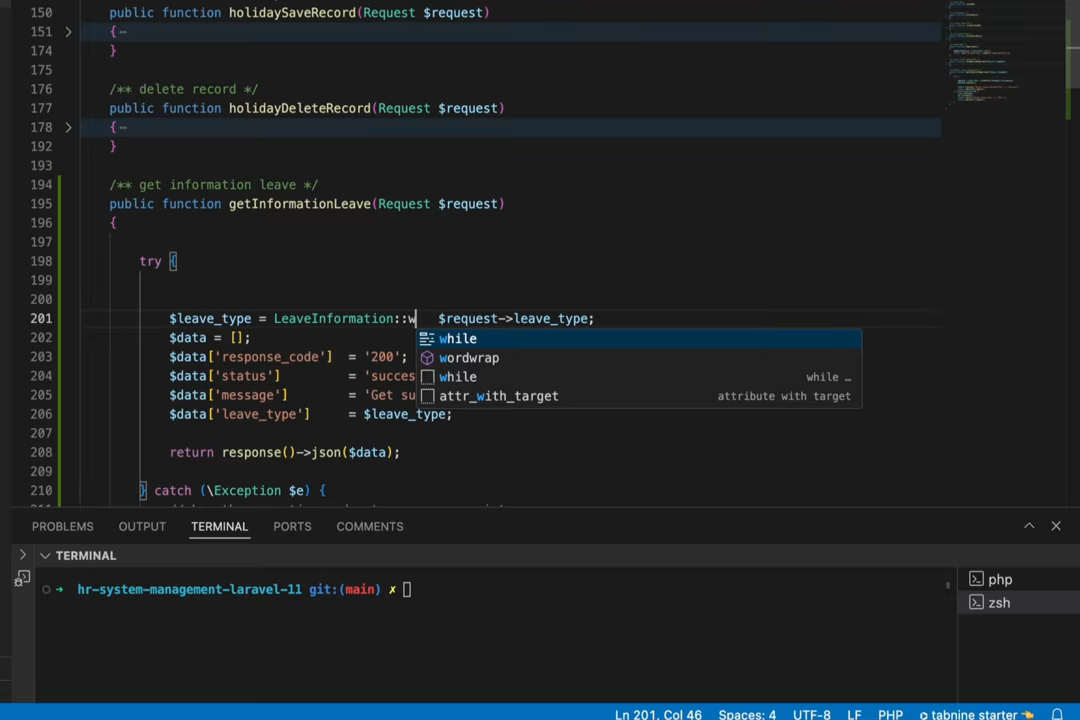 150 public function holidaySaveRecord(Request $request)
151 { ⋯
174 }
175
176 /** delete record */
177 public function holidayDeleteRecord(Request $request)
178 { ⋯
192 }
193
194 /** get information leave */
195 public function getInformationLeave(Request $request)
196 {
197
198 try {
199
200
201 $leave_type = LeaveInformation::w $request->leave_type;
202 $data = [];
203 $data['response_code'] = '200';
204 $data['status'] = 'succes
205 $data['message'] = 'Get su
206 $data['leave_type'] = $leave_type;
207
208 return response()->json($data);
209
210 } catch (\Exception $e) {
while
wordwrap
while while …
attr_with_target attribute with target
PROBLEMS OUTPUT TERMINAL PORTS COMMENTS
TERMINAL
hr-system-management-laravel-11 git:(main) ✗
php
zsh
Ln 201, Col 46 Spaces: 4 UTF-8 LF PHP tabnine starter